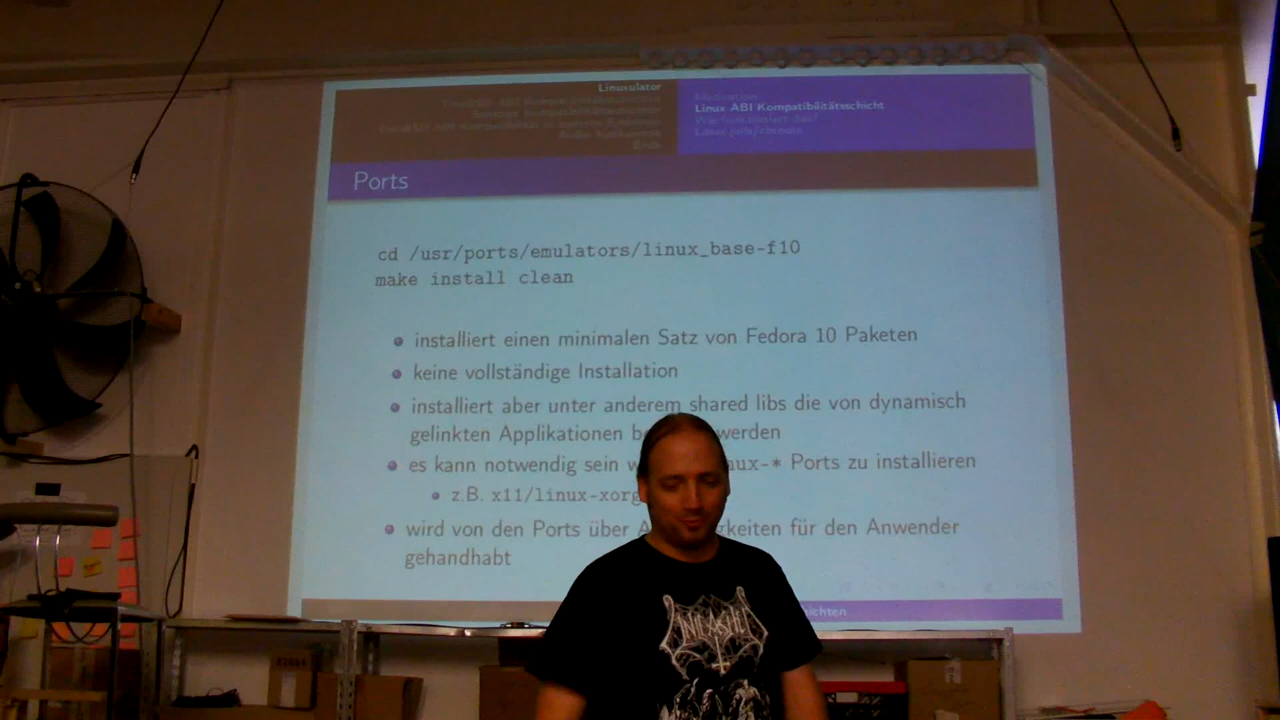 Linuxulator
Motivation
Linux ABI Kompatibilitätsschicht
Wie funktioniert das?
Linux jails/chroots
Ende
Ports
cd /usr/ports/emulators/linux_base-f10
make install clean
installiert einen minimalen Satz von Fedora 10 Paketen
keine vollständige Installation
installiert aber unter anderem shared libs die von dynamisch
gelinkten Applikationen werden
es kann notwendig sein Ports zu installieren
z.B. x11/linux-xorg
wird von den Ports über für den Anwender
gehandhabt